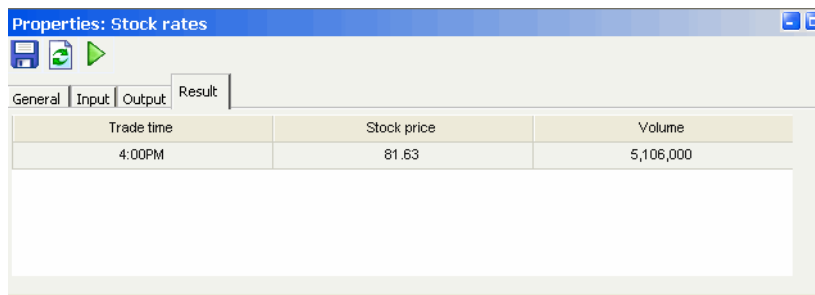 Properties: Stock rates
General Input Output Result
Trade time Stock price Volume
4:00PM 81.63 5,106,000